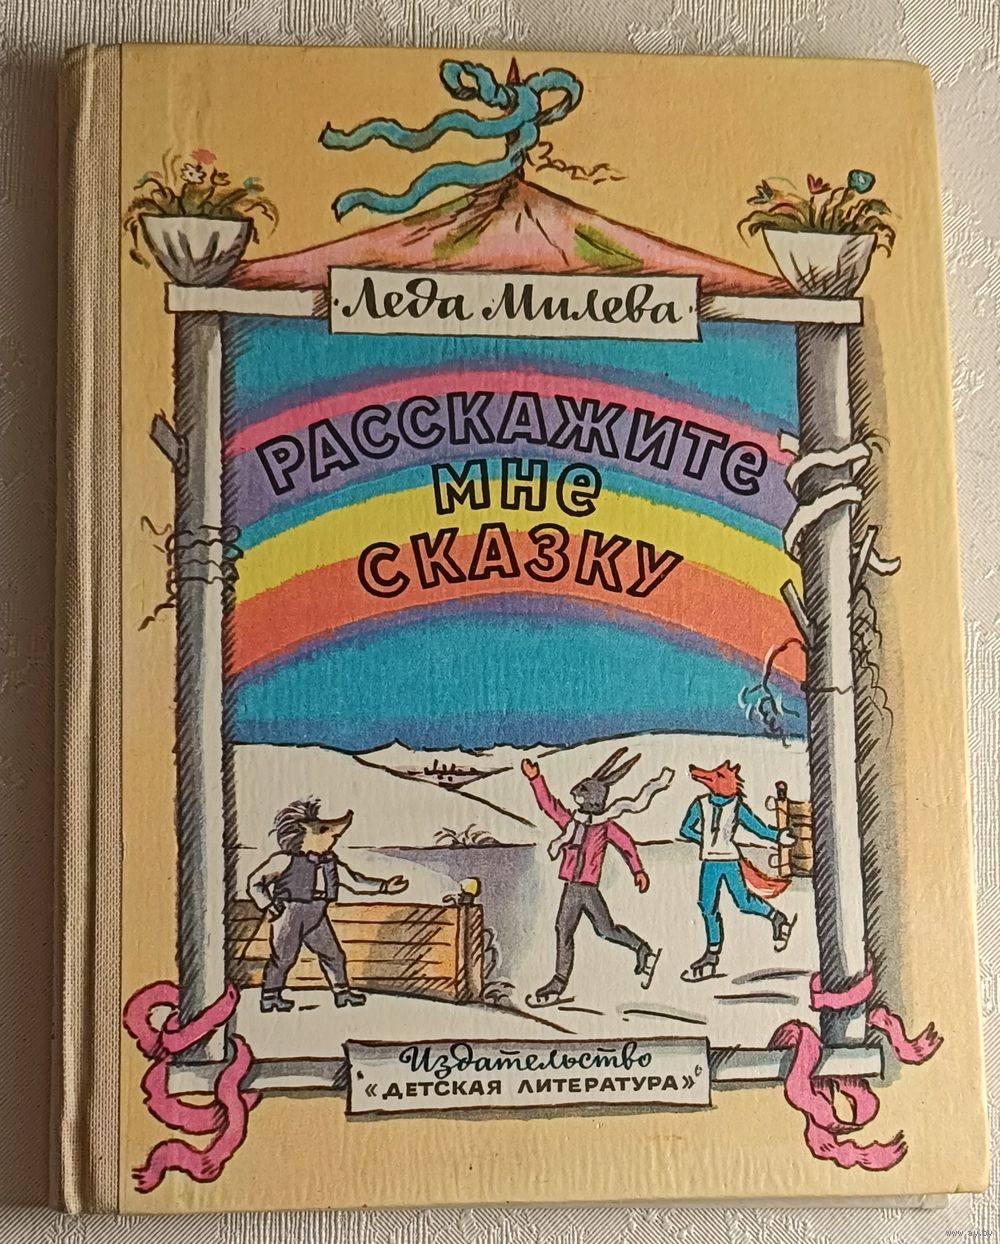 Леда Милева
РАССКАЖИТЕ
МНЕ
СКАЗКУ
Издательство
«ДЕТСКАЯ ЛИТЕРАТУРА»